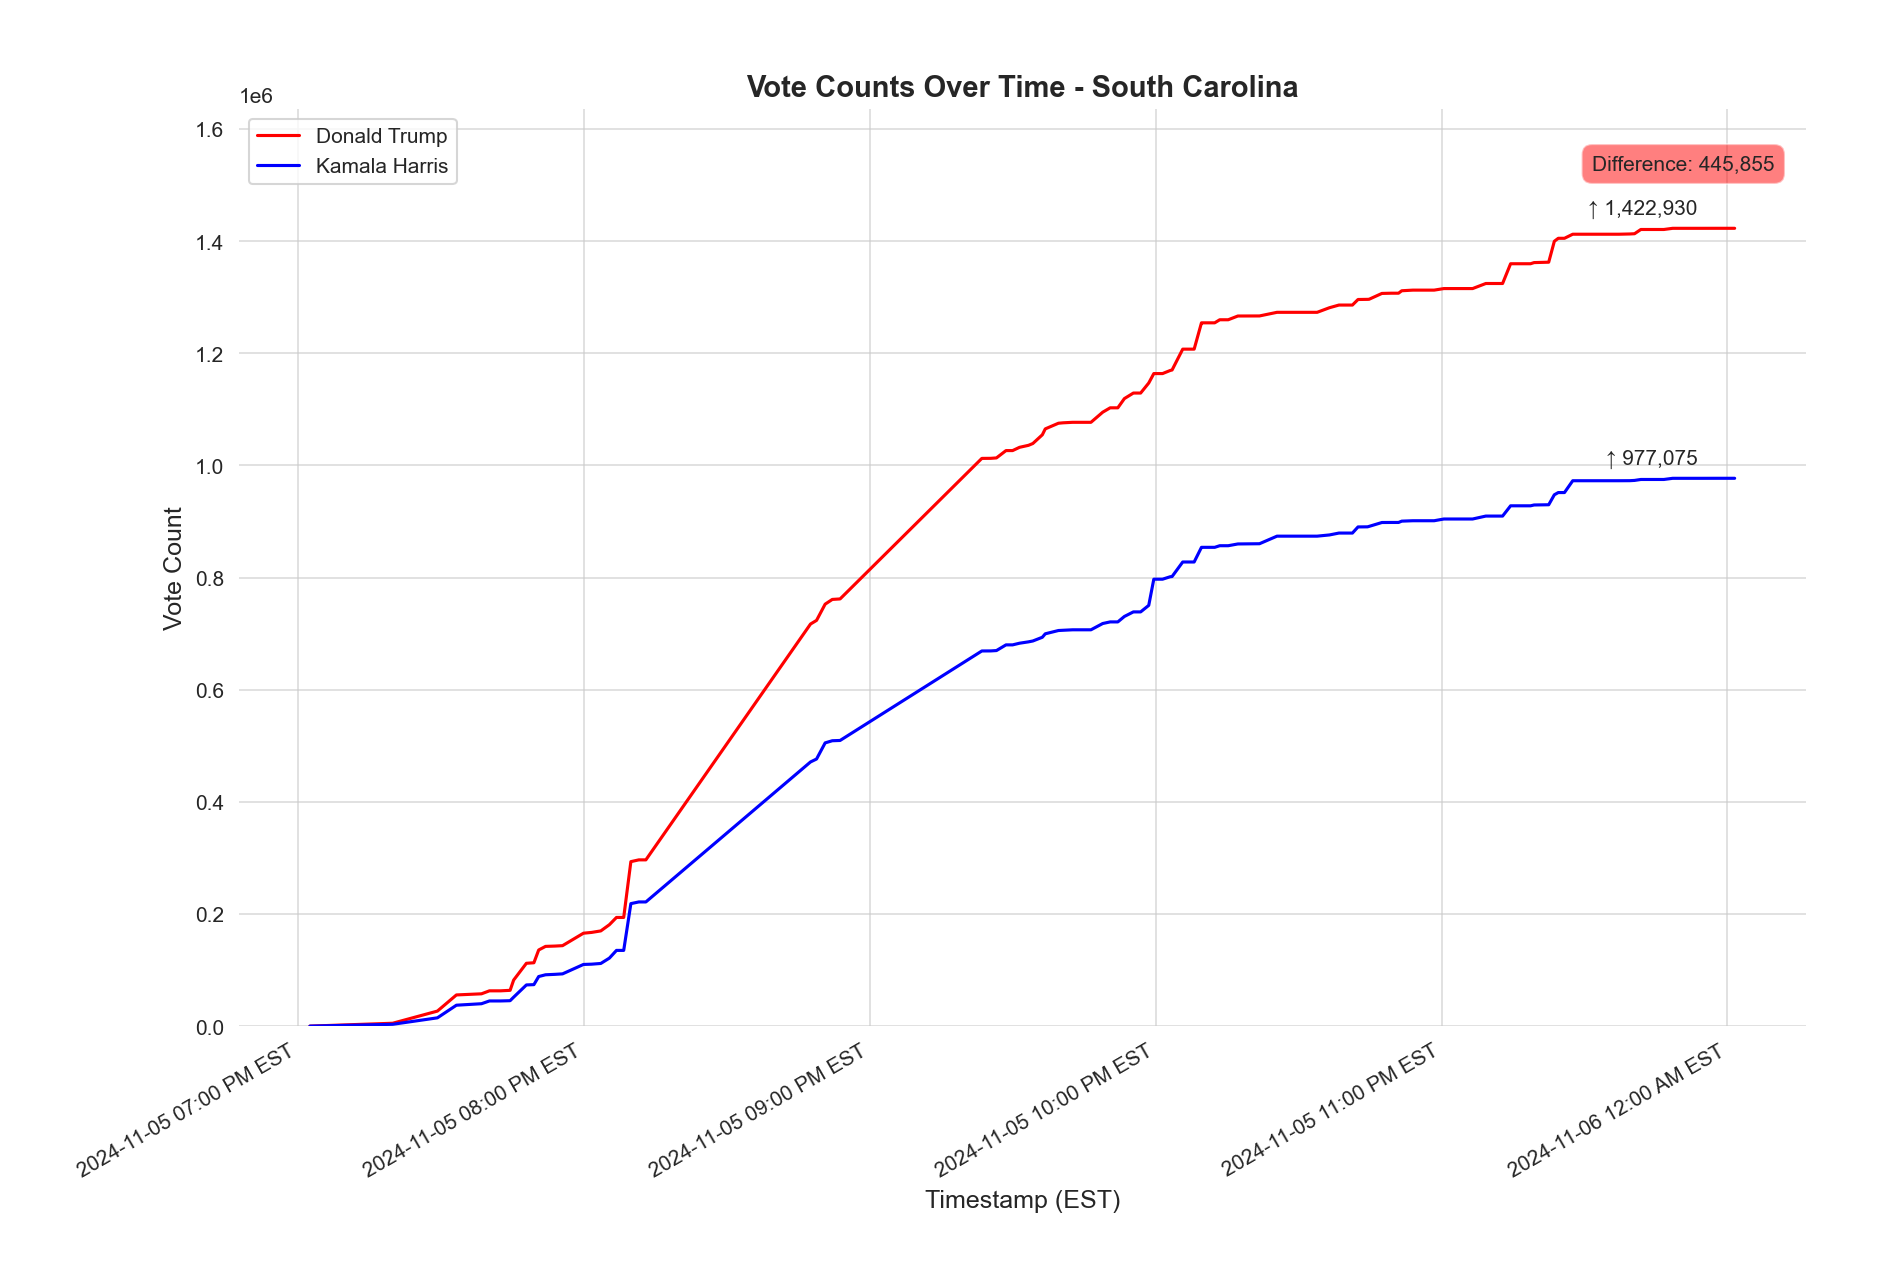 Vote Counts Over Time - South Carolina
1e6
Donald Trump
Kamala Harris
Difference: 445,855
↑ 1,422,930
↑ 977,075
1.6
1.4
1.2
1.0
0.8
0.6
0.4
0.2
0.0
Vote Count
2024-11-05 07:00 PM EST
2024-11-05 08:00 PM EST
2024-11-05 09:00 PM EST
2024-11-05 10:00 PM EST
2024-11-05 11:00 PM EST
2024-11-06 12:00 AM EST
Timestamp (EST)